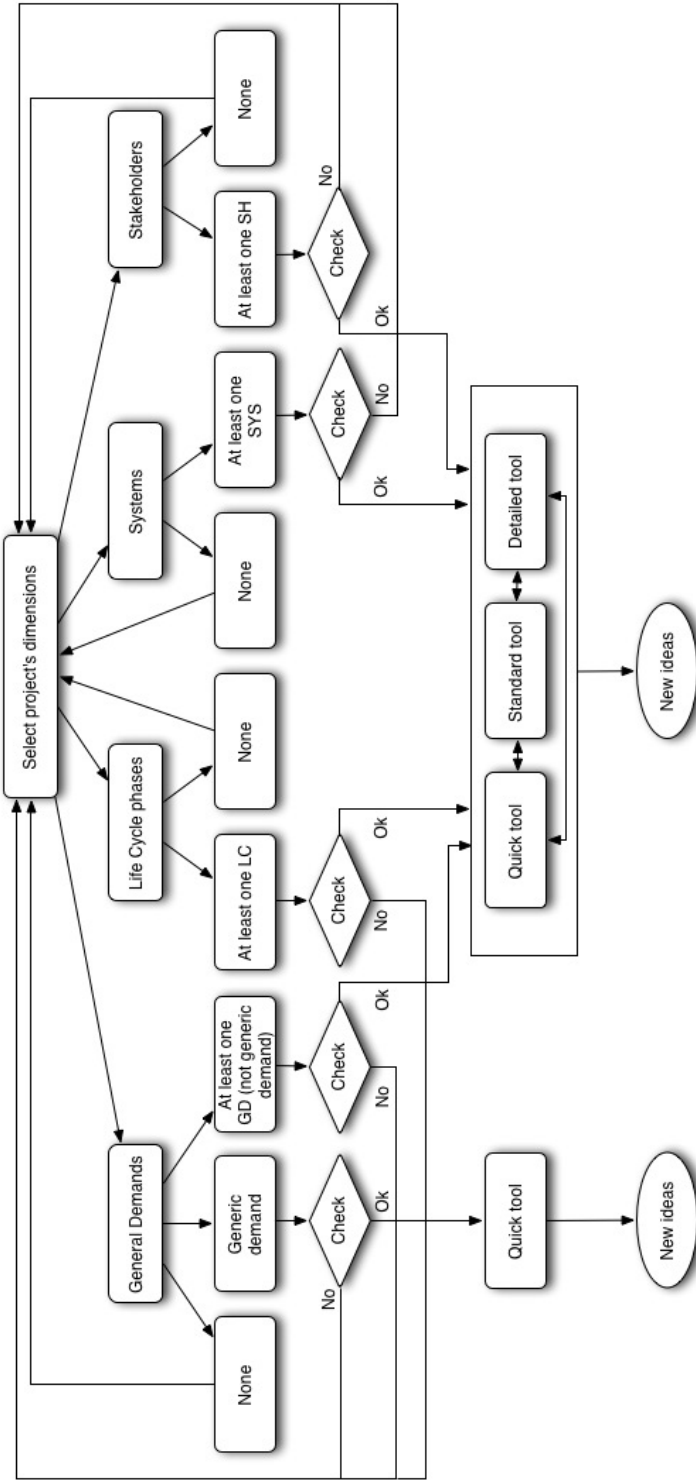 Select project's dimensions
General Demands
Life Cycle phases
Systems
Stakeholders
None
Generic
demand
At least one
GD (not generic
demand)
At least one LC
None
None
At least one
SYS
At least one SH
None
Check
Check
Check
Check
Check
No
Ok
No
Ok
No
Ok
Ok
No
Ok
No
Quick tool
Quick tool
Standard tool
Detailed tool
New ideas
New ideas